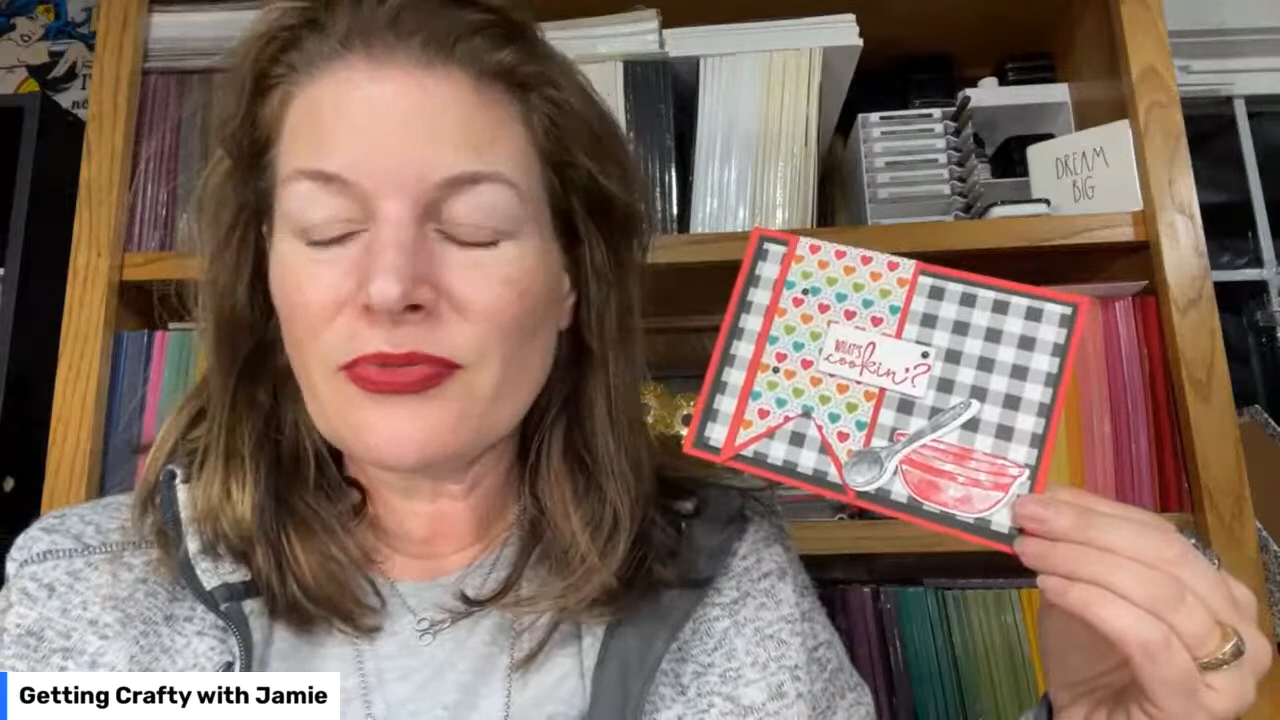 DREAM
BIG
WHAT'S
cookin'?
Getting Crafty with Jamie